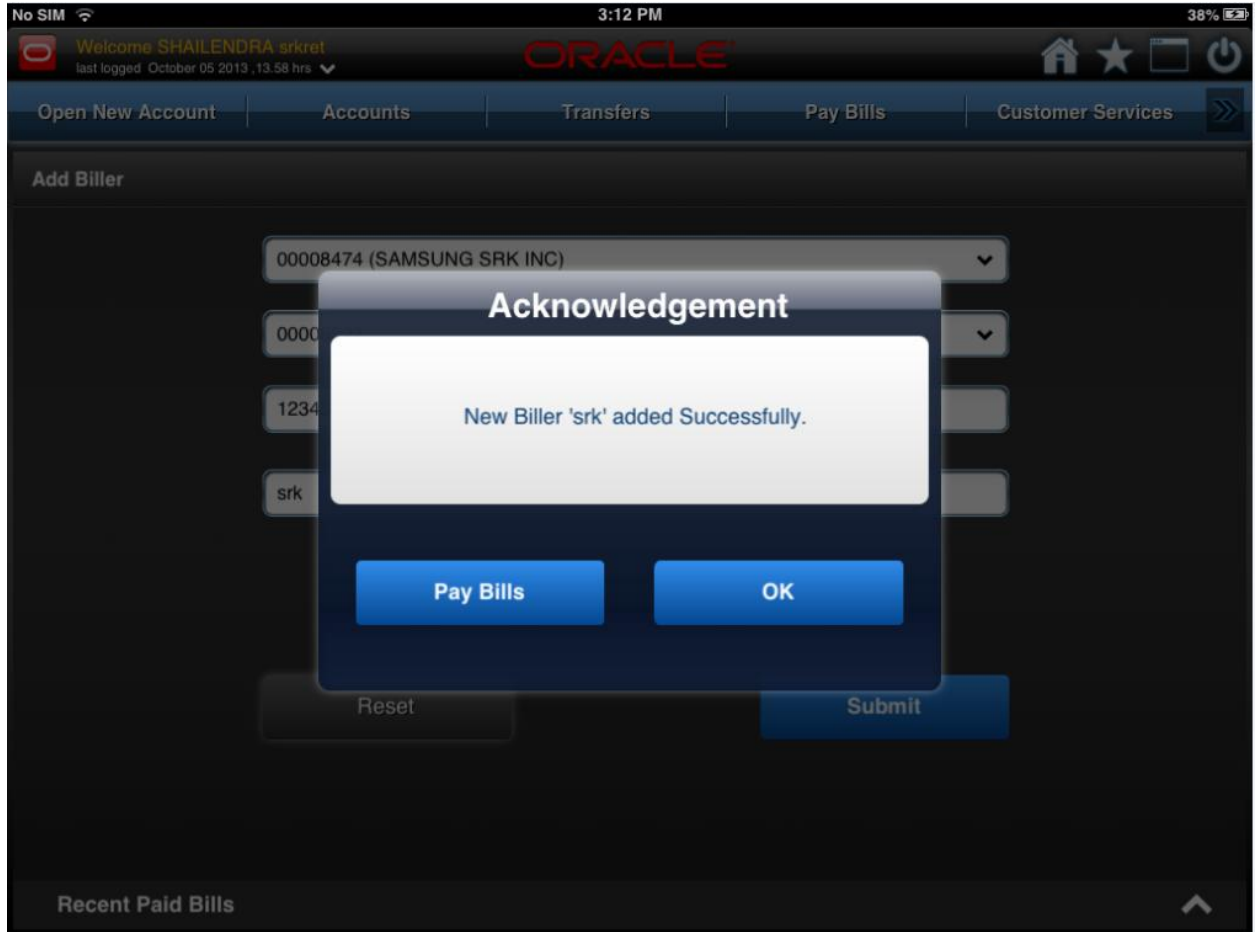 No SIM 3:12 PM 38%
Welcome SHAILENDRA srkret
last logged October 05 2013 ,13.58 hrs
ORACLE
Open New Account Accounts Transfers Pay Bills Customer Services
Add Biller
00008474 (SAMSUNG SRK INC)
Acknowledgement
0000
New Biller 'srk' added Successfully.
1234
srk
Pay Bills OK
Reset Submit
Recent Paid Bills